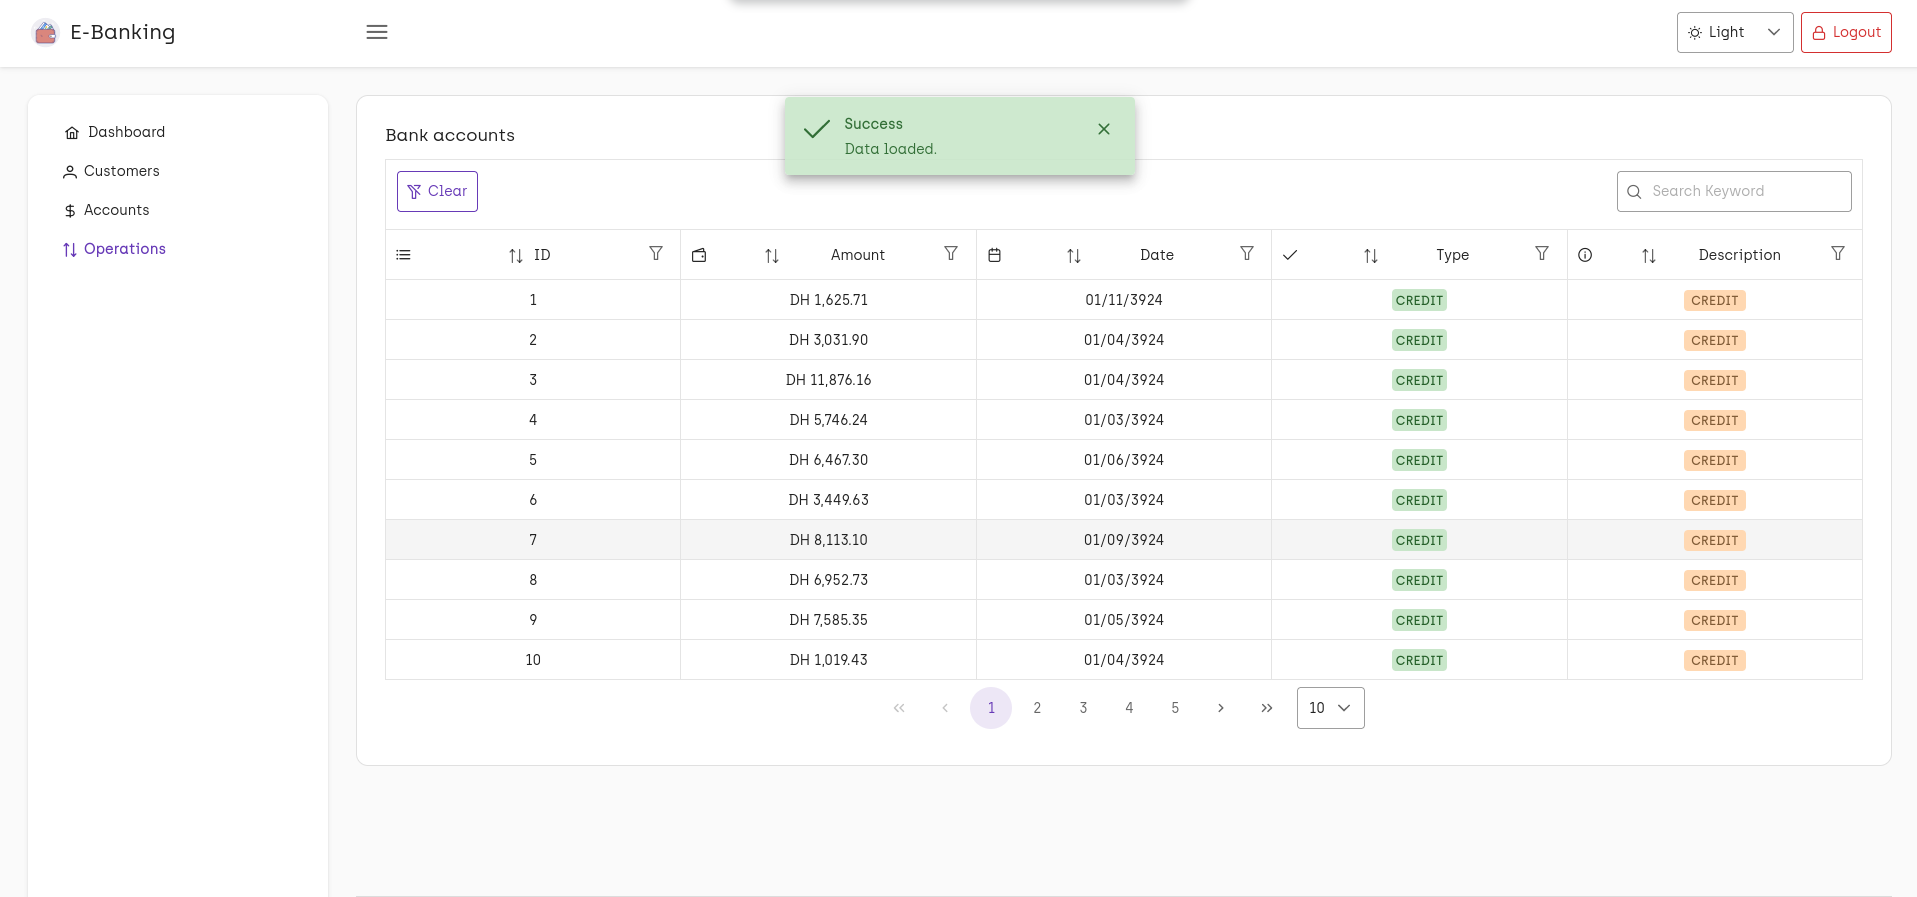 E-Banking
Light
Logout
Dashboard
Customers
Accounts
Operations
Success
Data loaded.
Bank accounts
Clear
Search Keyword
ID Amount Date Type Description
1 DH 1,625.71 01/11/3924 CREDIT CREDIT
2 DH 3,031.90 01/04/3924 CREDIT CREDIT
3 DH 11,876.16 01/04/3924 CREDIT CREDIT
4 DH 5,746.24 01/03/3924 CREDIT CREDIT
5 DH 6,467.30 01/06/3924 CREDIT CREDIT
6 DH 3,449.63 01/03/3924 CREDIT CREDIT
7 DH 8,113.10 01/09/3924 CREDIT CREDIT
8 DH 6,952.73 01/03/3924 CREDIT CREDIT
9 DH 7,585.35 01/05/3924 CREDIT CREDIT
10 DH 1,019.43 01/04/3924 CREDIT CREDIT
1 2 3 4 5 10